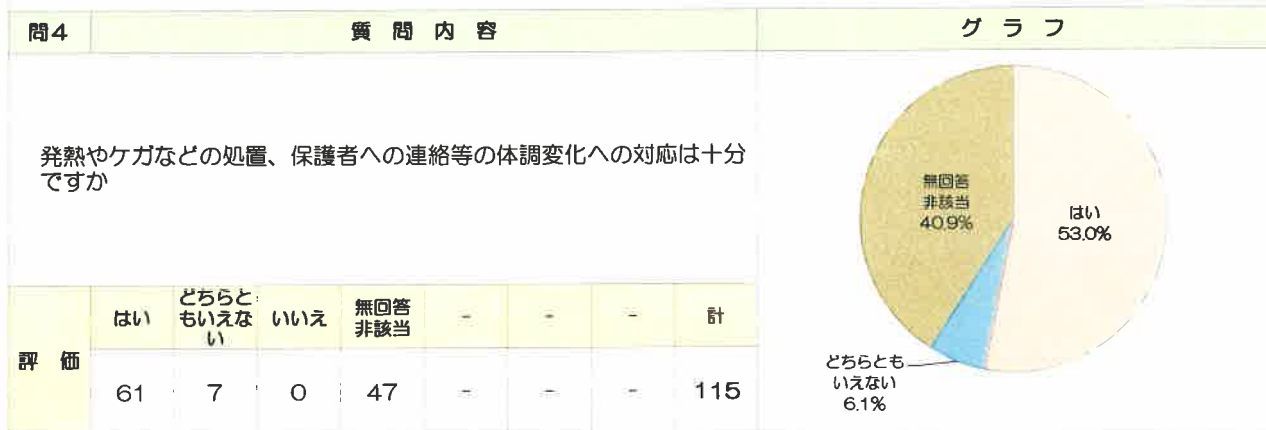 問4 質問内容 グラフ
発熱やケガなどの処置、保護者への連絡等の体調変化への対応は十分
ですか
無回答
非該当
40.9%
はい
53.0%
どちらとも
いえない
6.1%
評価
はい
どちらと
もいえな
い
いいえ
無回答
非該当
-
-
-
計
61 7 0 47 - - - 115